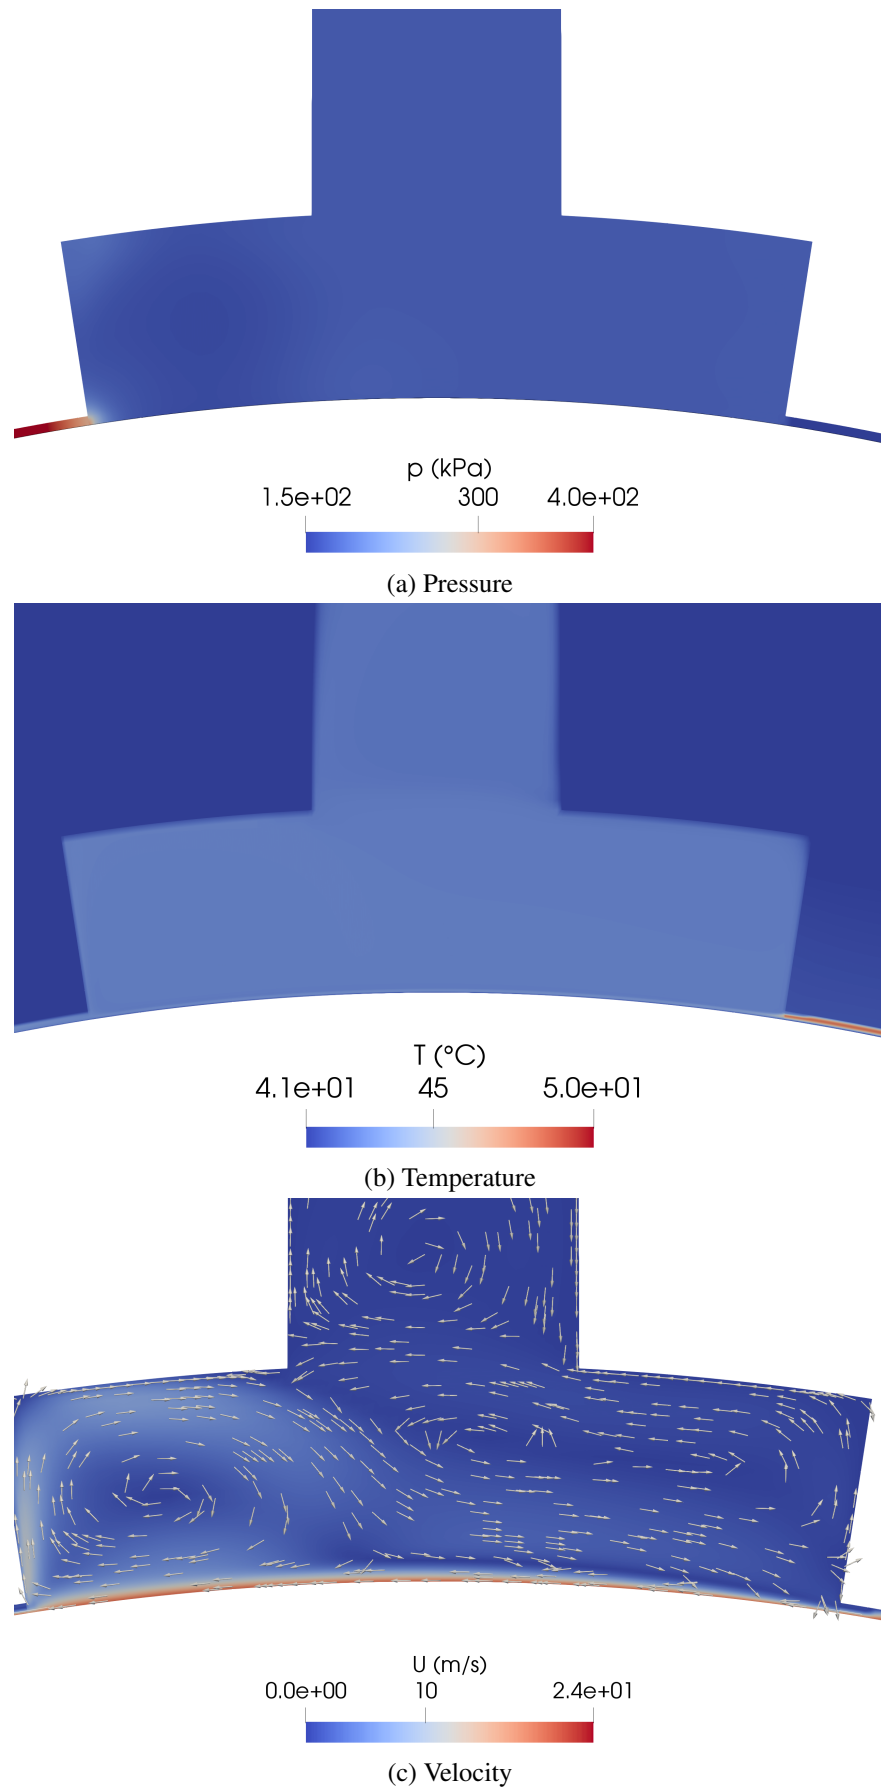 p (kPa)
1.5e+02 300 4.0e+02
(a) Pressure
T (°C)
4.1e+01 45 5.0e+01
(b) Temperature
U (m/s)
0.0e+00 10 2.4e+01
(c) Velocity